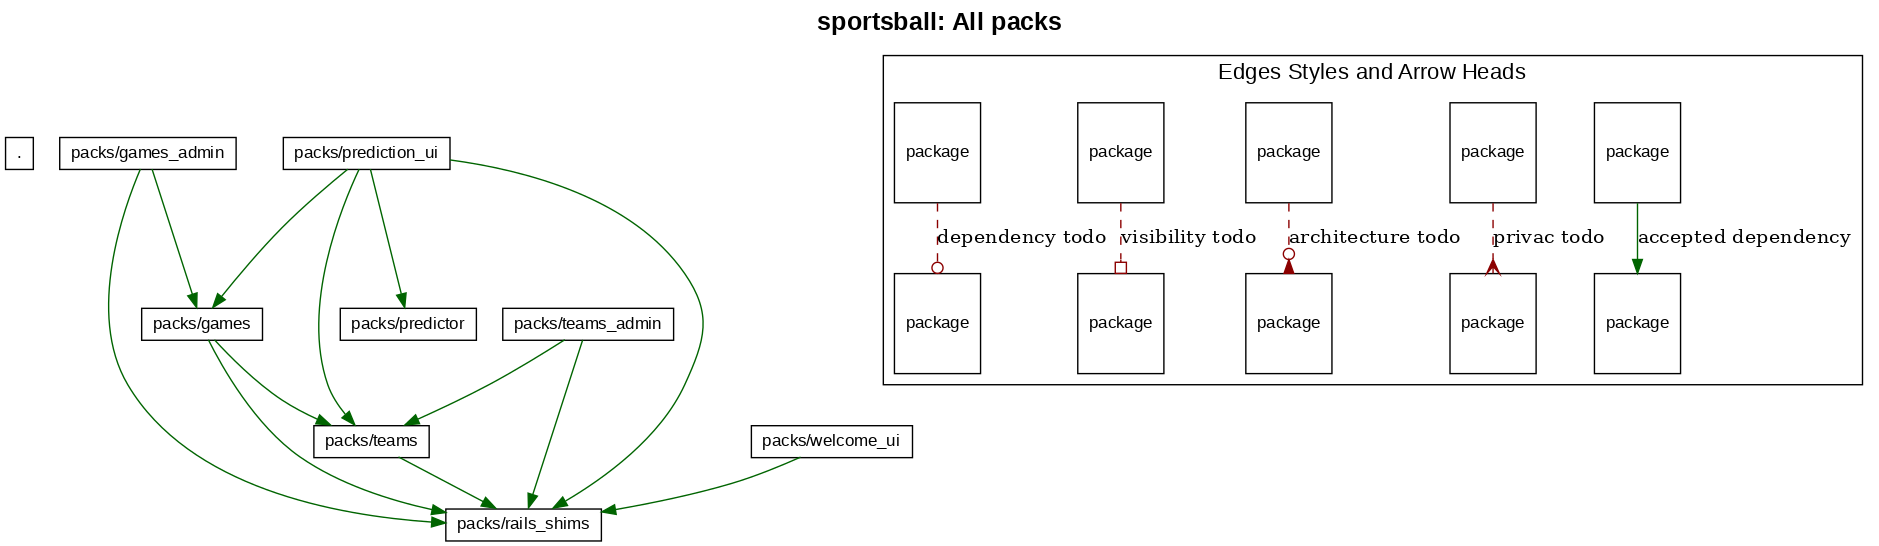 sportsball: All packs
Edges Styles and Arrow Heads
package
package
package
package
package
dependency todo
visibility todo
architecture todo
privac todo
accepted dependency
package
package
package
package
package
.
packs/games_admin
packs/prediction_ui
packs/games
packs/predictor
packs/teams_admin
packs/teams
packs/welcome_ui
packs/rails_shims